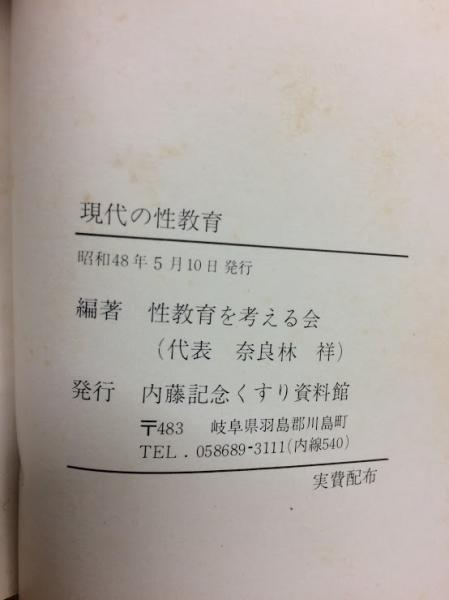 現代の性教育
昭和48年5月10日 発行
編著 性教育を考える会
(代表 奈良林 祥)
発行 内藤記念くすり資料館
〒483 岐阜県羽島郡川島町
TEL. 058689-3111(内線540)
実費配布